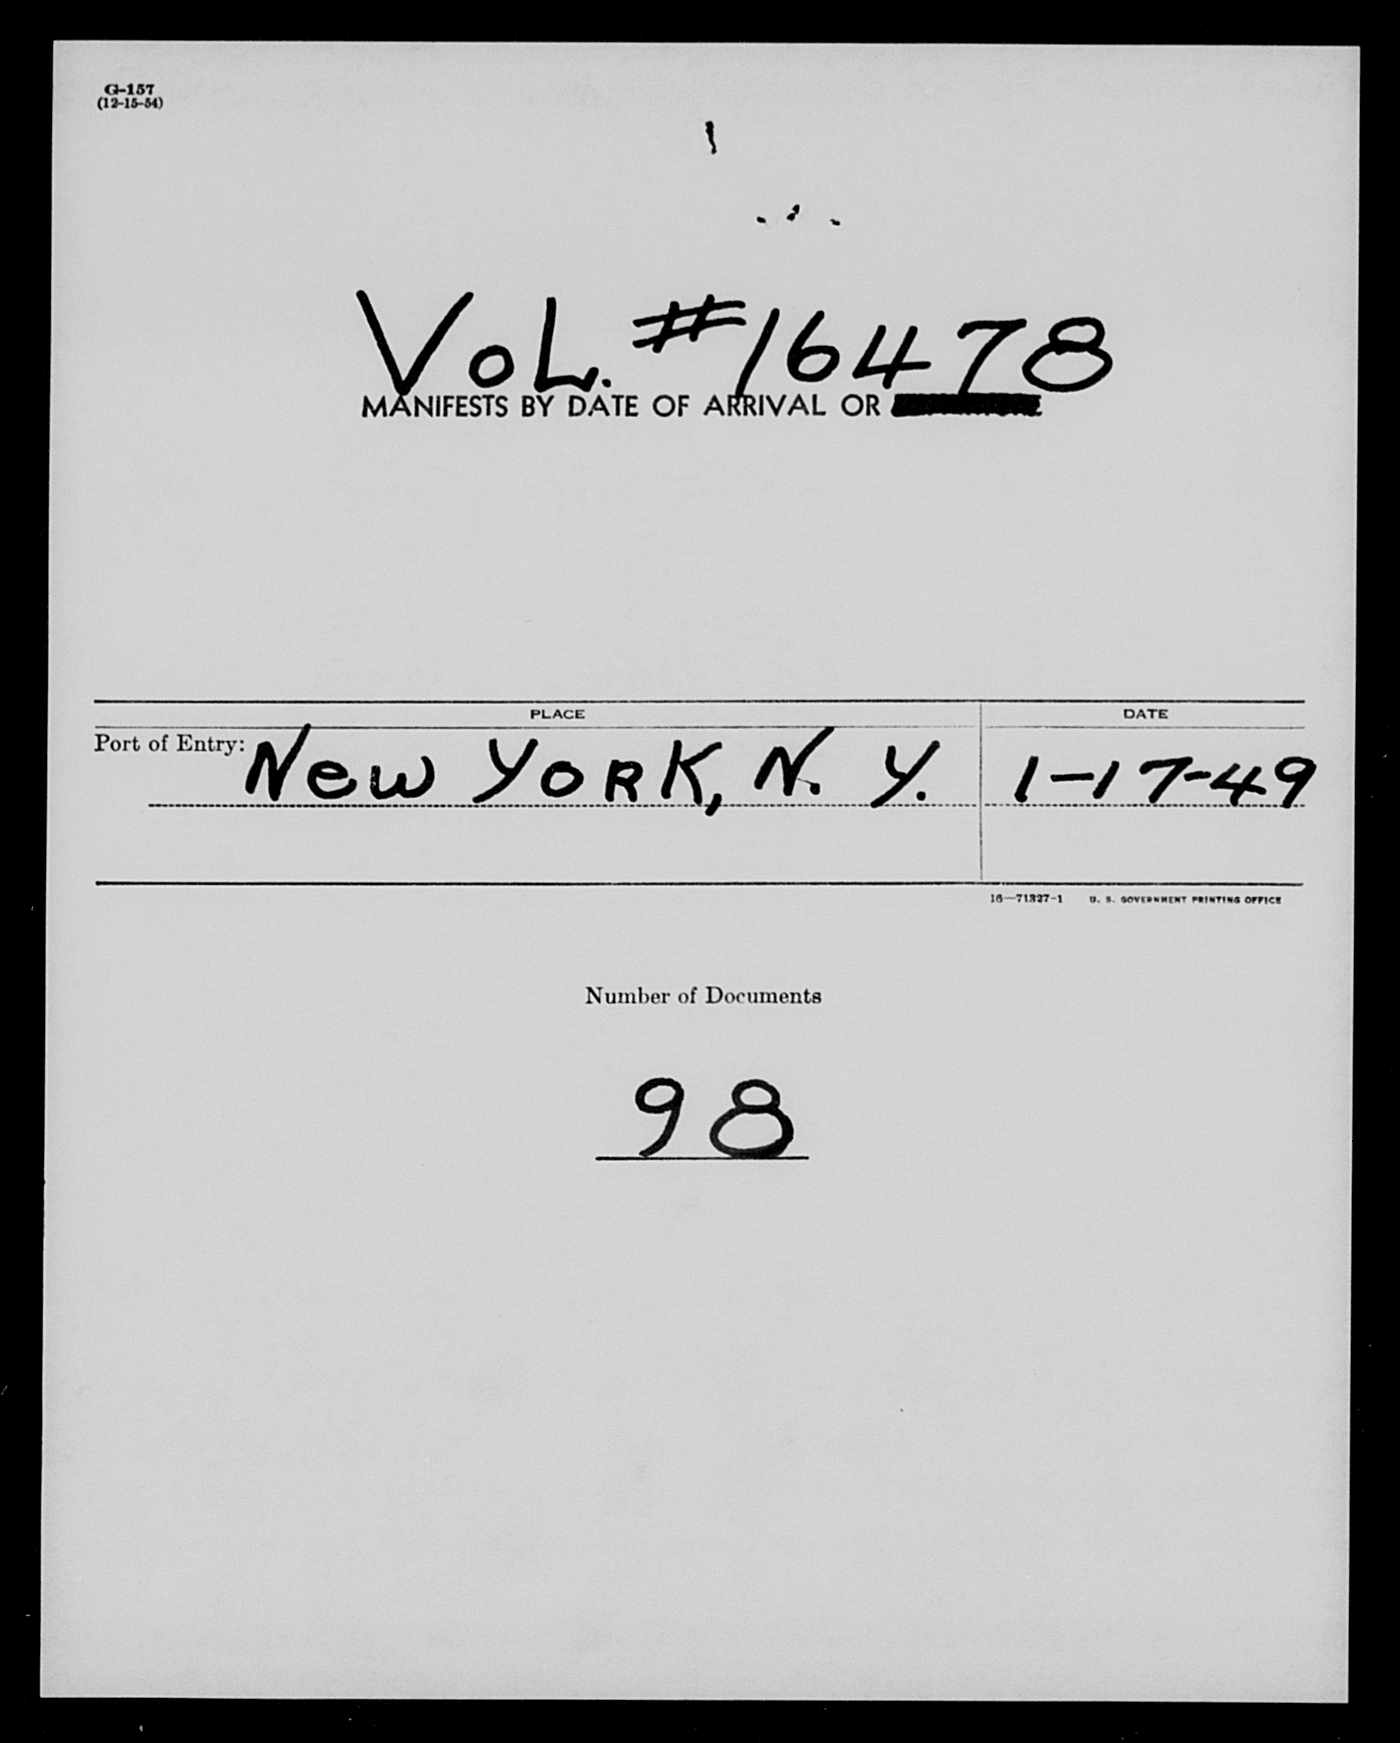 G-157
(12-15-54)
VOL. #16478
MANIFESTS BY DATE OF ARRIVAL OR
PLACE DATE
Port of Entry: New YORK, N. Y. 1-17-49
16—71327-1 U. S. GOVERNMENT PRINTING OFFICE
Number of Documents
98